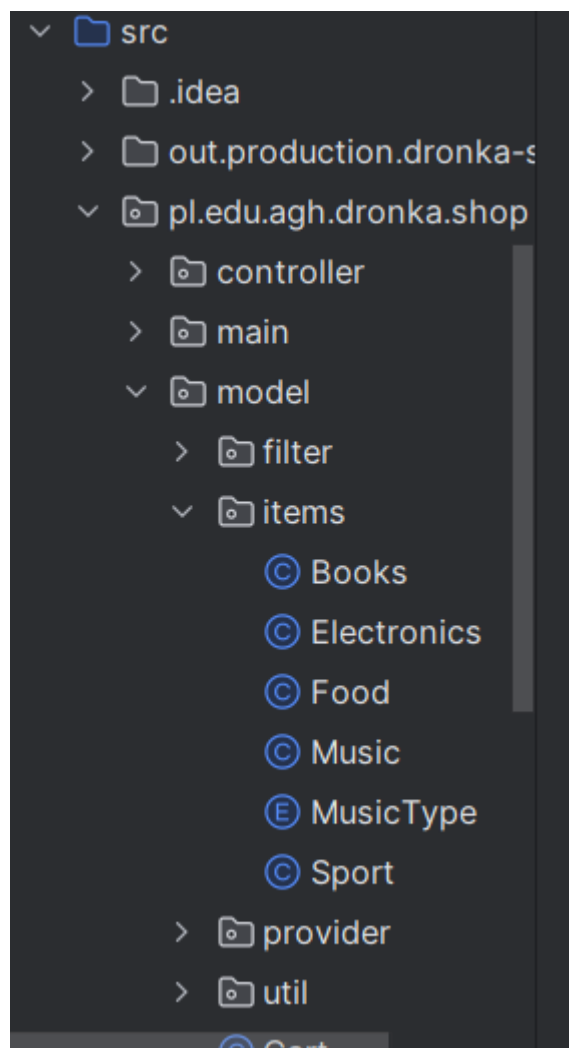 src
.idea
out.production.dronka-s
pl.edu.agh.dronka.shop
controller
main
model
filter
items
C Books
C Electronics
C Food
C Music
E MusicType
C Sport
provider
util